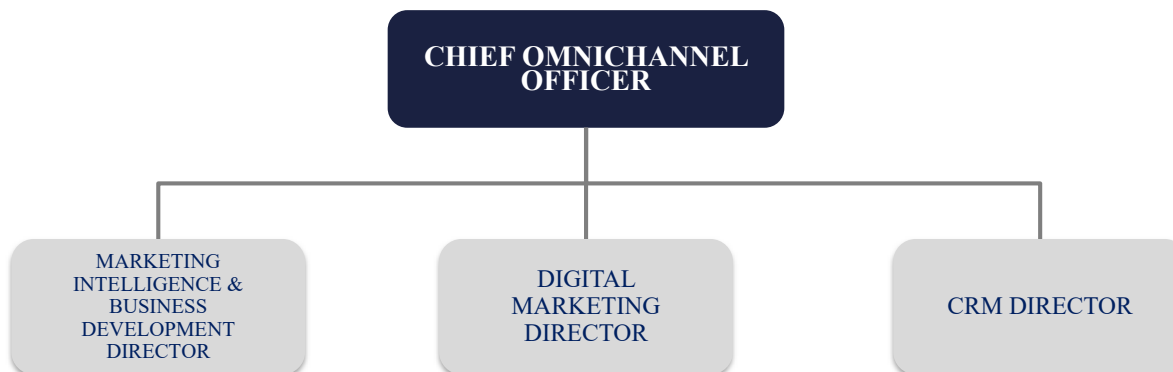 CHIEF OMNICHANNEL
OFFICER
MARKETING
INTELLIGENCE &
BUSINESS
DEVELOPMENT
DIRECTOR
DIGITAL
MARKETING
DIRECTOR
CRM DIRECTOR